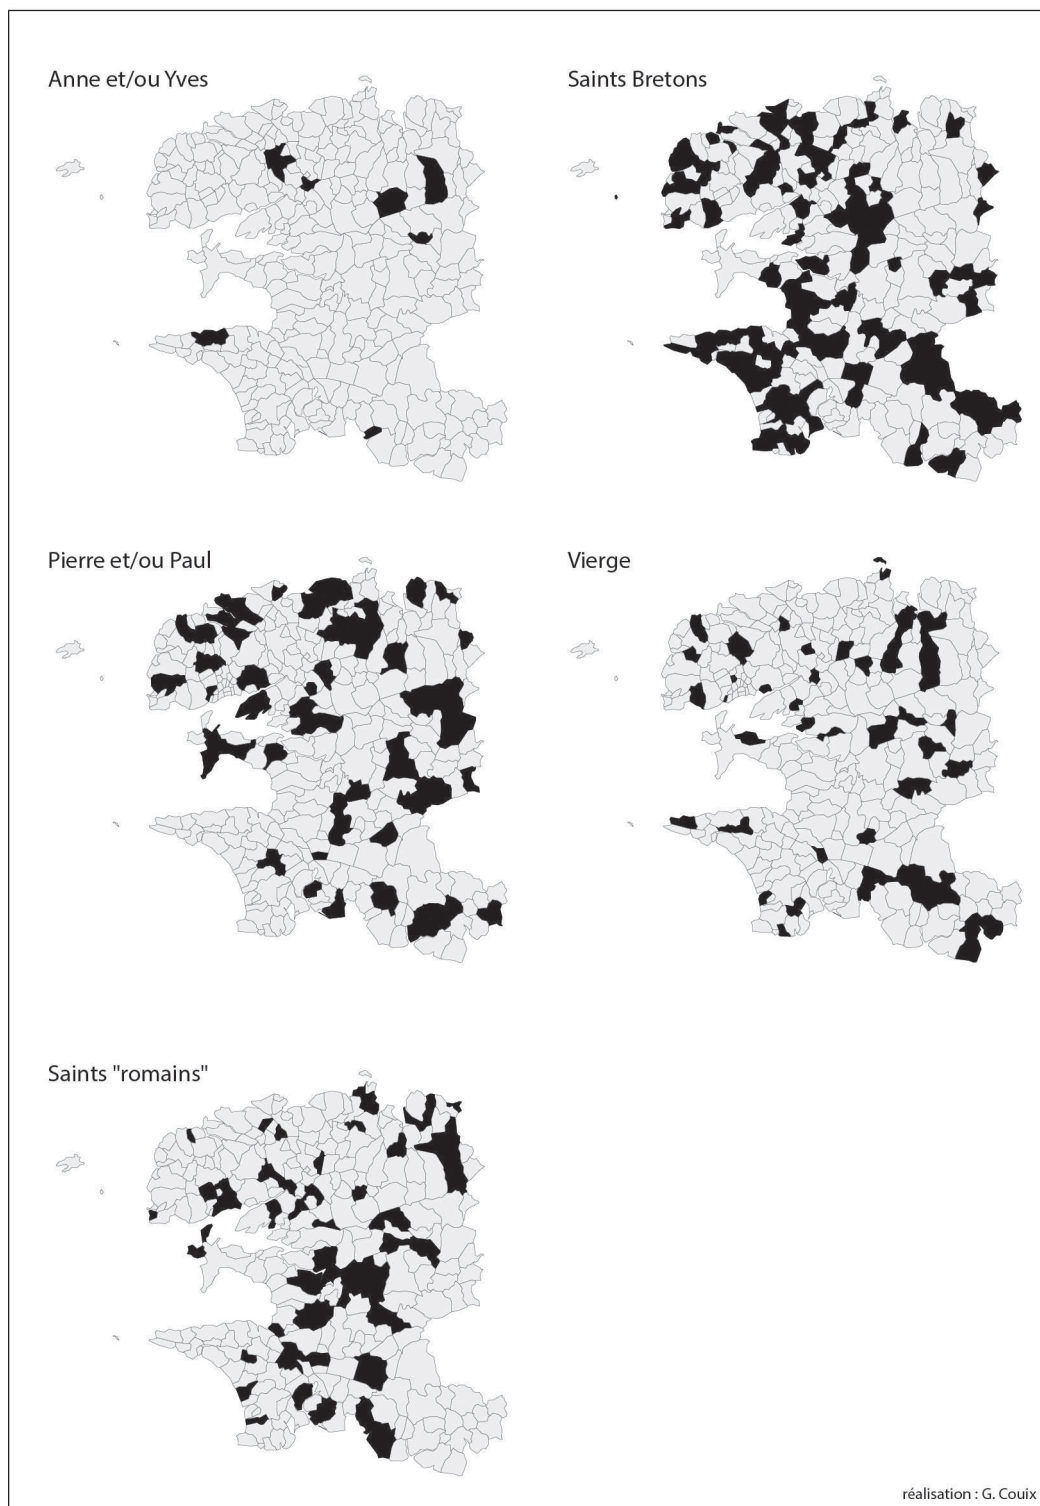 Anne et/ou Yves
Saints Bretons
Pierre et/ou Paul
Vierge
Saints "romains"
réalisation : G. Couix